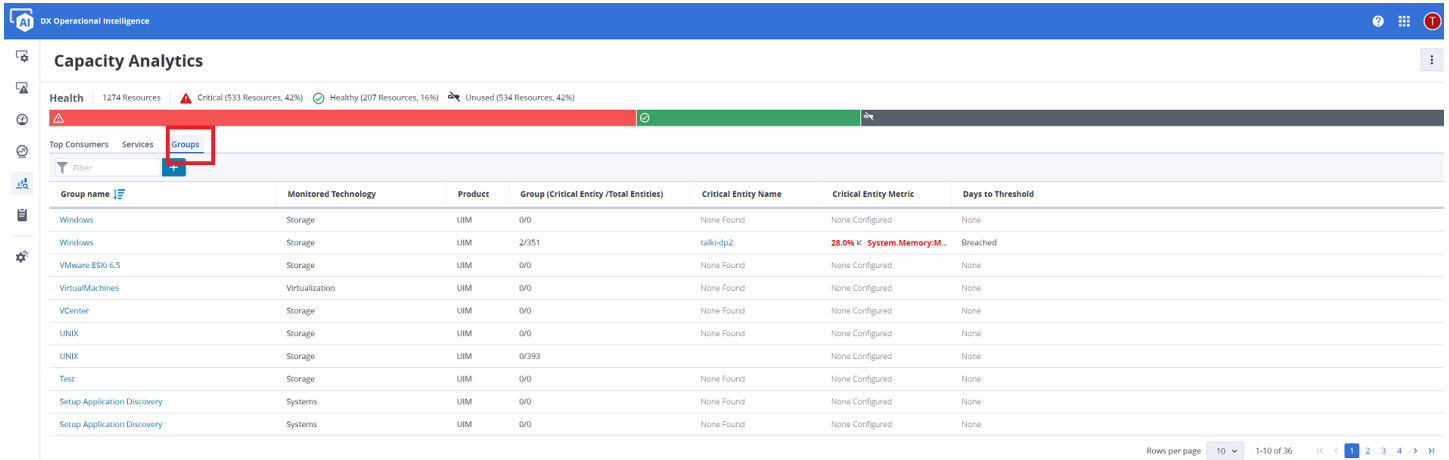 AI DX Operational Intelligence ? T
Capacity Analytics
Health 1274 Resources Critical (533 Resources, 42%) Healthy (207 Resources, 16%) Unused (534 Resources, 42%)
Top Consumers Services Groups
Filter +
Group name Monitored Technology Product Group (Critical Entity /Total Entities) Critical Entity Name Critical Entity Metric Days to Threshold
Windows Storage UIM 0/0 None Found None Configured None
Windows Storage UIM 2/351 talki-dp2 28.0% System.Memory:M... Breached
VMware ESXi 6.5 Storage UIM 0/0 None Found None Configured None
VirtualMachines Virtualization UIM 0/0 None Found None Configured None
VCenter Storage UIM 0/0 None Found None Configured None
UNIX Storage UIM 0/0 None Found None Configured None
UNIX Storage UIM 0/393 None Configured None
Test Storage UIM 0/0 None Found None Configured None
Setup Application Discovery Systems UIM 0/0 None Found None Configured None
Setup Application Discovery Systems UIM 0/0 None Found None Configured None
Rows per page 10 1-10 of 36 1 2 3 4